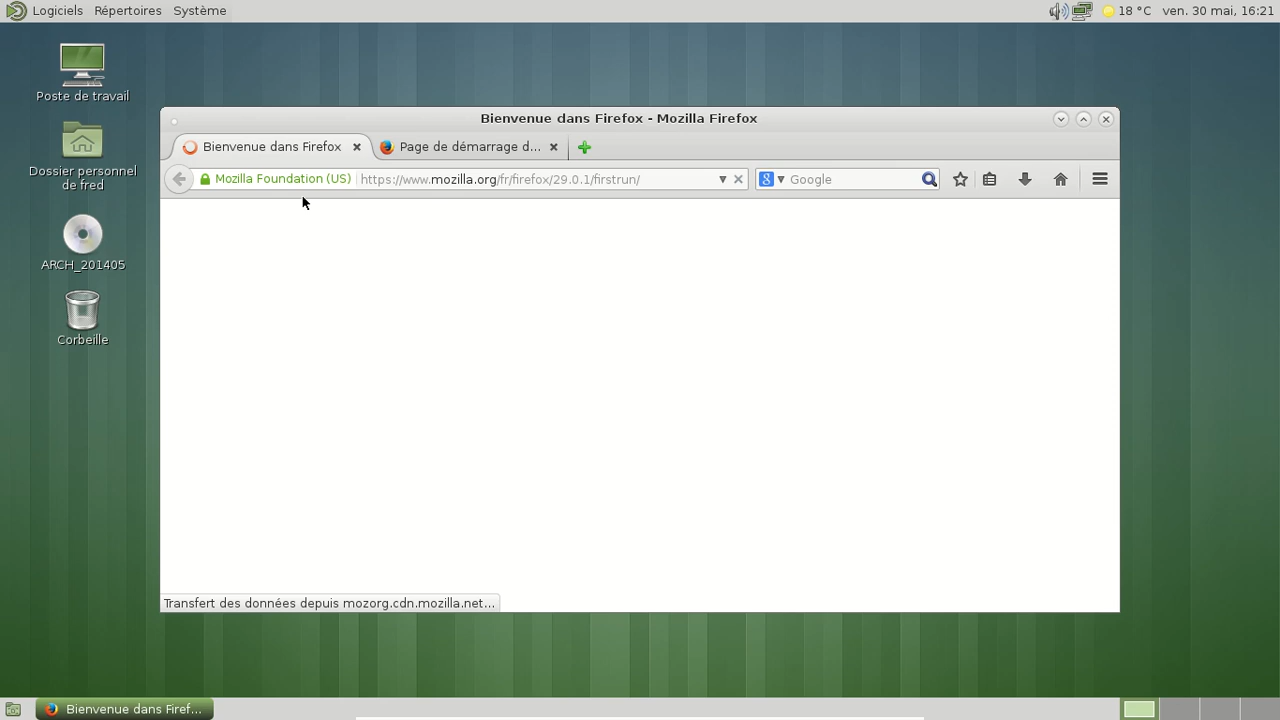 Logiciels Répertoires Système
18 °C ven. 30 mai, 16:21
Poste de travail
Dossier personnel
de fred
ARCH_201405
Corbeille
Bienvenue dans Firefox - Mozilla Firefox
Bienvenue dans Firefox
Page de démarrage d...
Mozilla Foundation (US) https://www.mozilla.org/fr/firefox/29.0.1/firstrun/
Google
Transfert des données depuis mozorg.cdn.mozilla.net...
Bienvenue dans Firef...